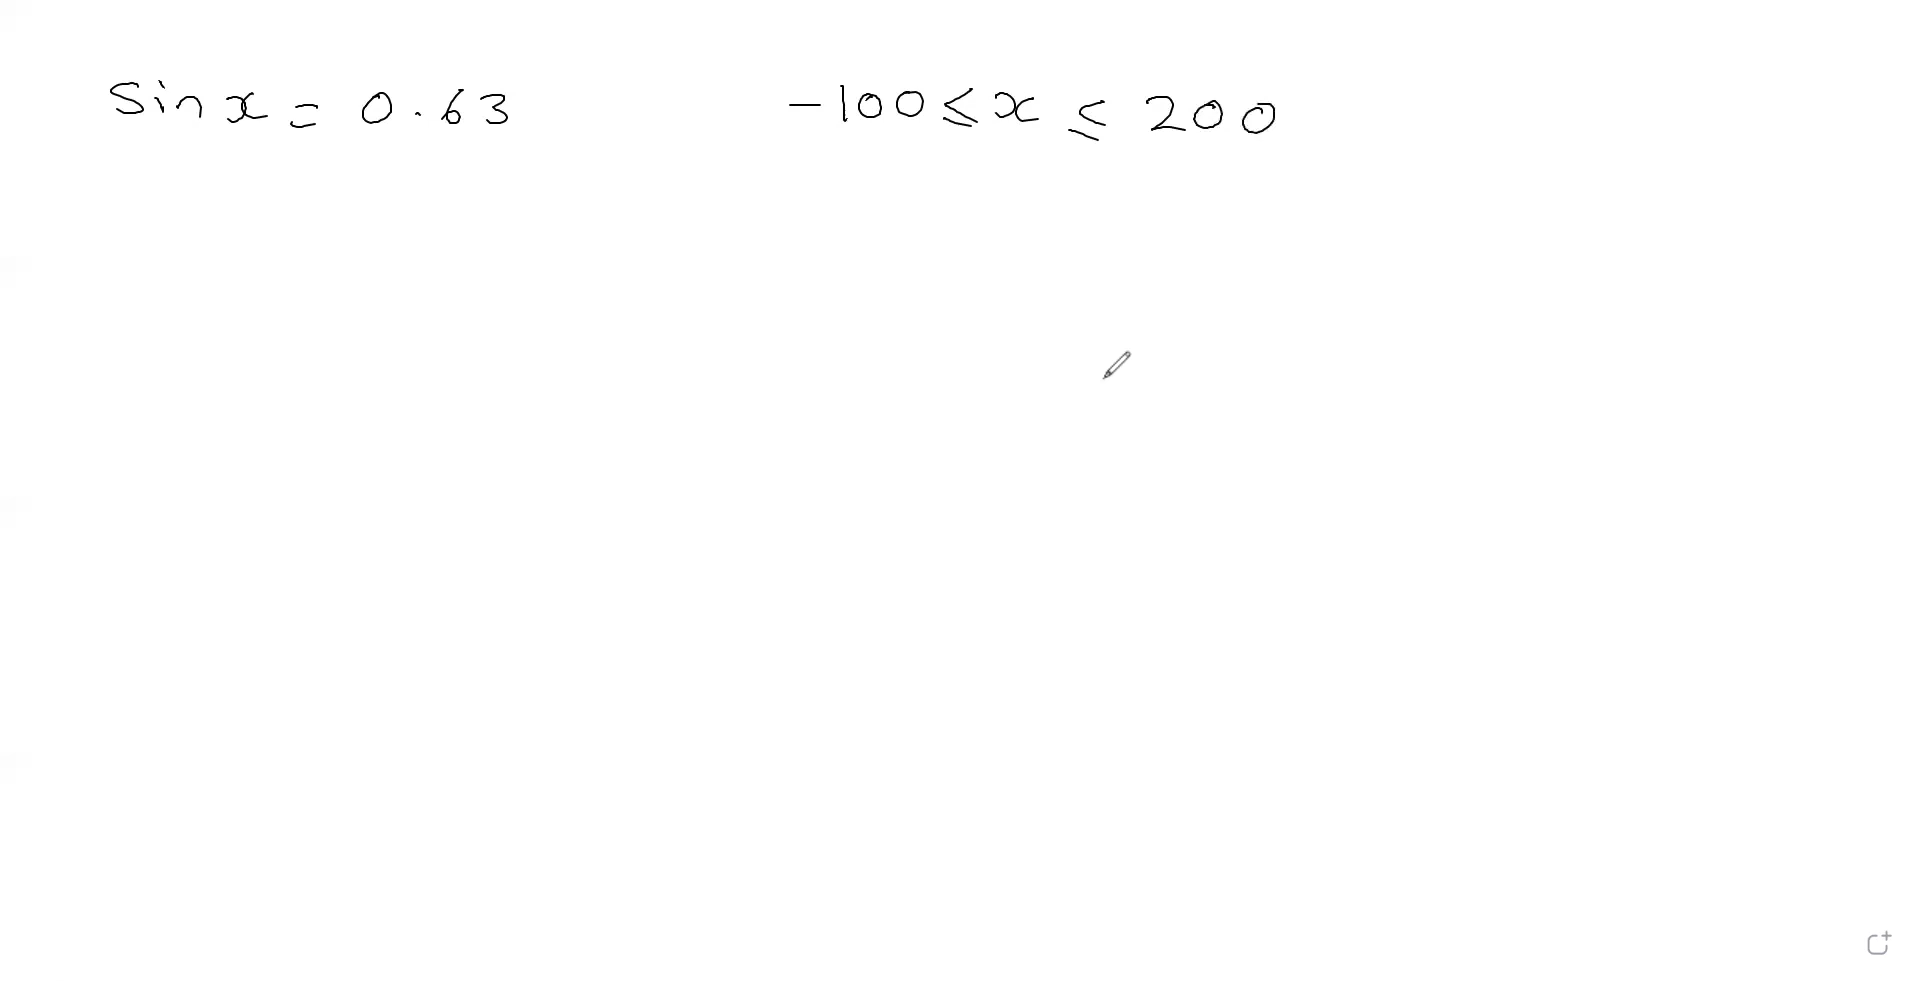 sin x = 0.63 -100 ≤ x ≤ 200